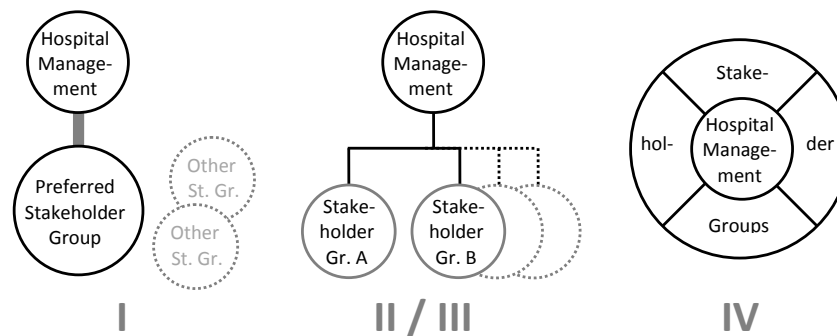 Hospital
Manage-
ment
Preferred
Stakeholder
Group
Other
St. Gr.
Other
St. Gr.
I
Hospital
Manage-
ment
Stake-
holder
Gr. A
Stake-
holder
Gr. B
II / III
Stake-
hol-
Hospital
Manage-
ment
der
Groups
IV